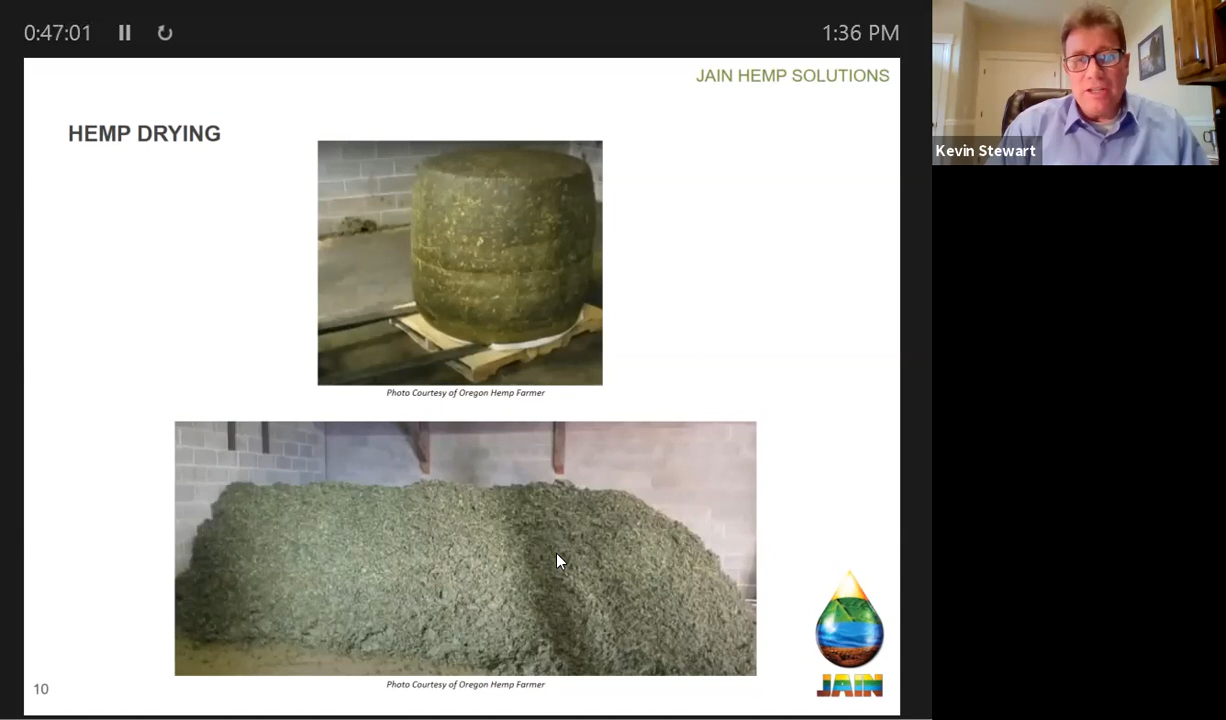 0:47:01
1:36 PM
JAIN HEMP SOLUTIONS
HEMP DRYING
Photo Courtesy of Oregon Hemp Farmer
Photo Courtesy of Oregon Hemp Farmer
JAIN
10
Kevin Stewart